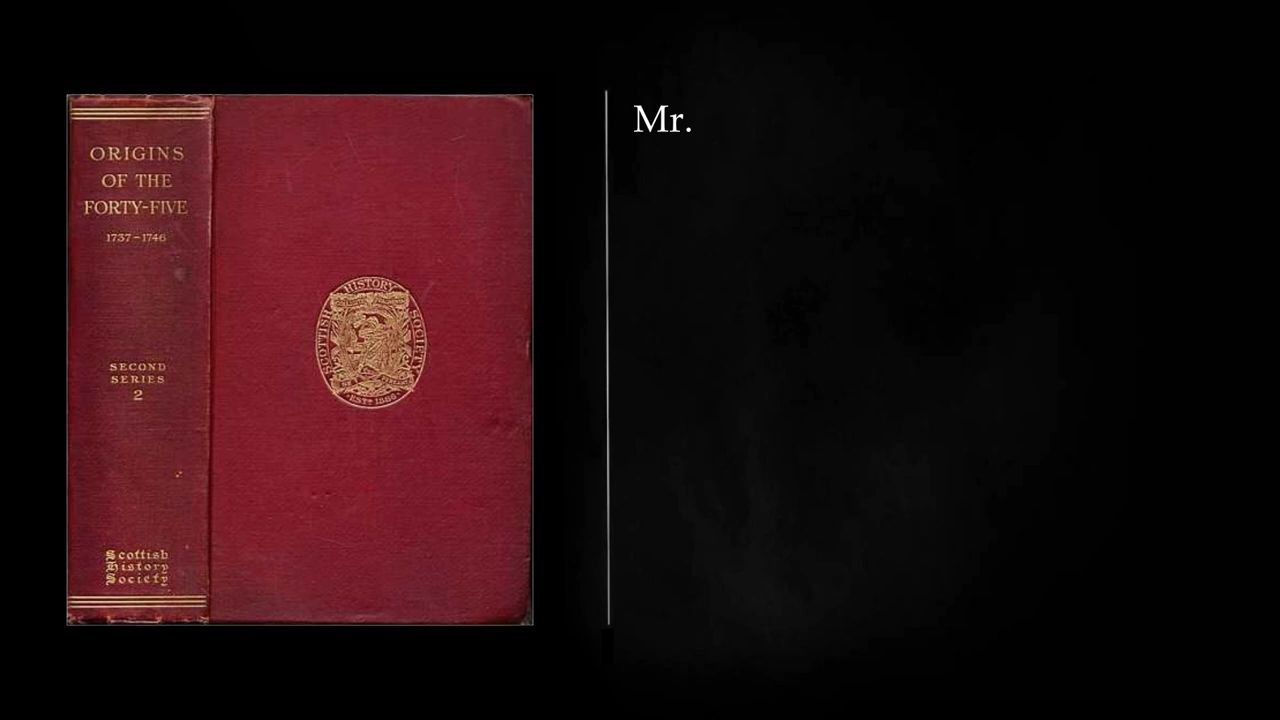 ORIGINS
OF THE
FORTY-FIVE
1737-1746
SECOND
SERIES
2
Scottish
History
Society
SCOTTISH HISTORY SOCIETY
·ESTD 1886·
Mr.